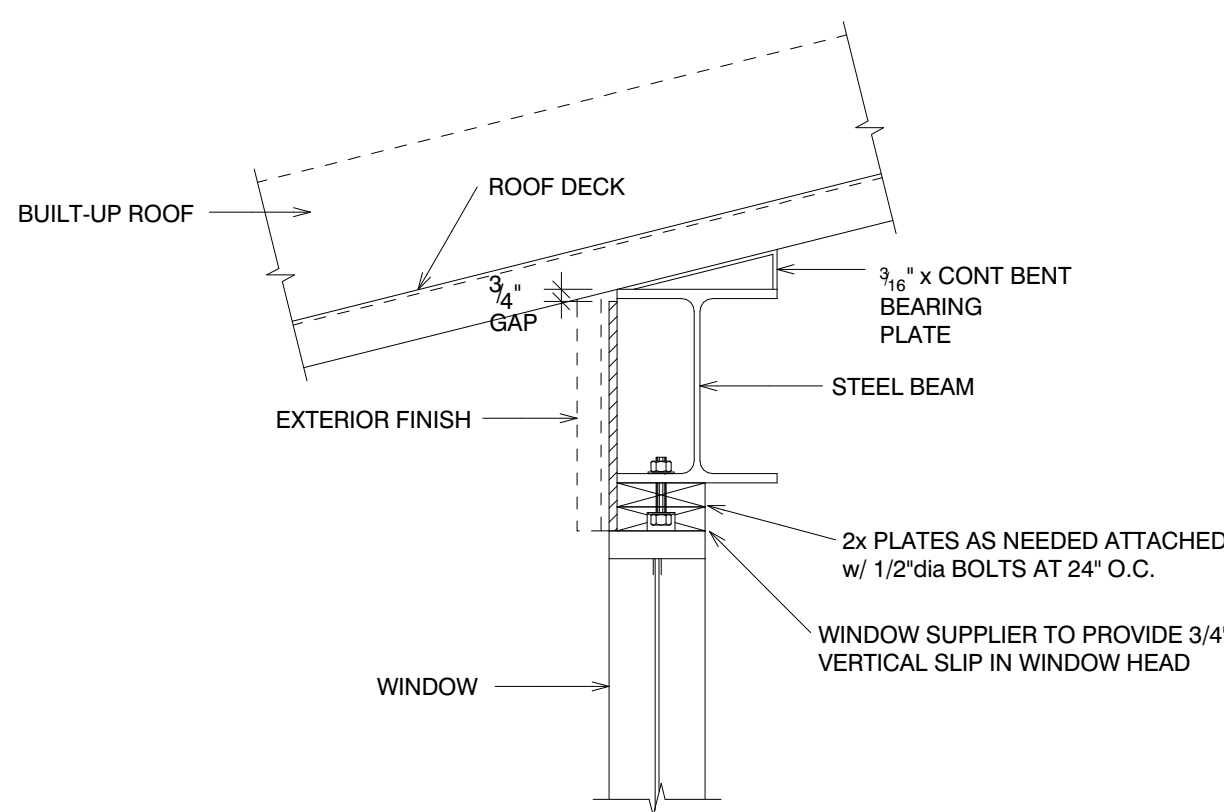 BUILT-UP ROOF
ROOF DECK
3/4"
GAP
3/16" x CONT BENT
BEARING
PLATE
STEEL BEAM
EXTERIOR FINISH
2x PLATES AS NEEDED ATTACHED
w/ 1/2"dia BOLTS AT 24" O.C.
WINDOW SUPPLIER TO PROVIDE 3/4"
VERTICAL SLIP IN WINDOW HEAD
WINDOW